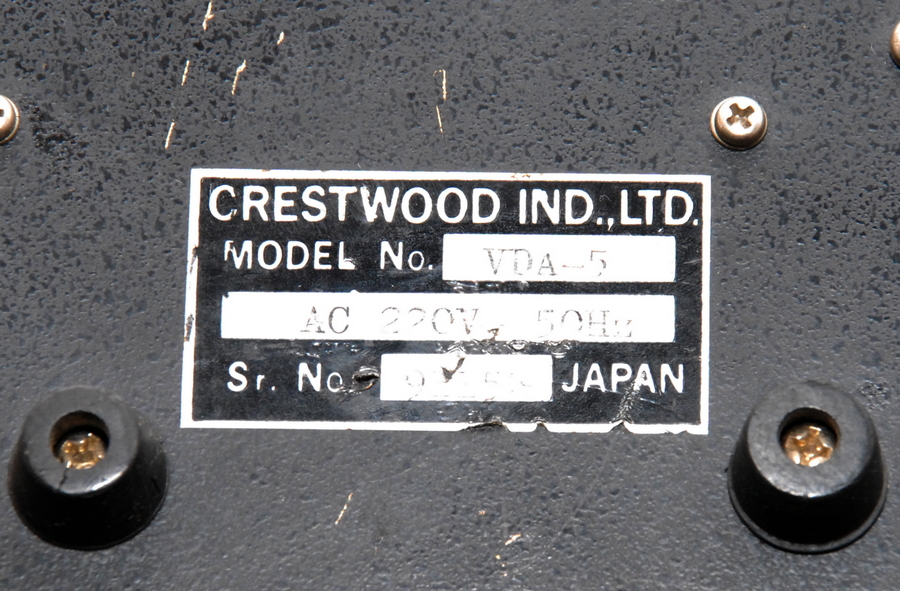 CRESTWOOD IND.,LTD.
MODEL No. VDA-5
AC 220V, 50Hz
Sr. No JAPAN